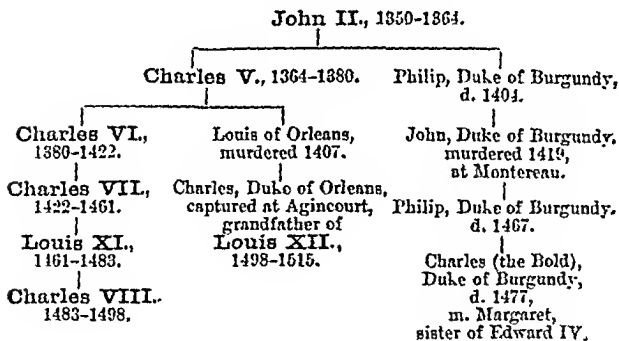 John II., 1350-1364.
Charles V., 1364-1380.
Philip, Duke of Burgundy,
d. 1404.
Charles VI.,
1380-1422.
Louis of Orleans,
murdered 1407.
John, Duke of Burgundy,
murdered 1419,
at Montereau.
Charles VII.,
1422-1461.
Charles, Duke of Orleans,
captured at Agincourt,
grandfather of
Louis XII.,
1498-1515.
Philip, Duke of Burgundy.
d. 1467.
Louis XI.,
1461-1483.
Charles VIII.
1483-1498.
Charles (the Bold),
Duke of Burgundy,
d. 1477,
m. Margaret,
sister of Edward IV.